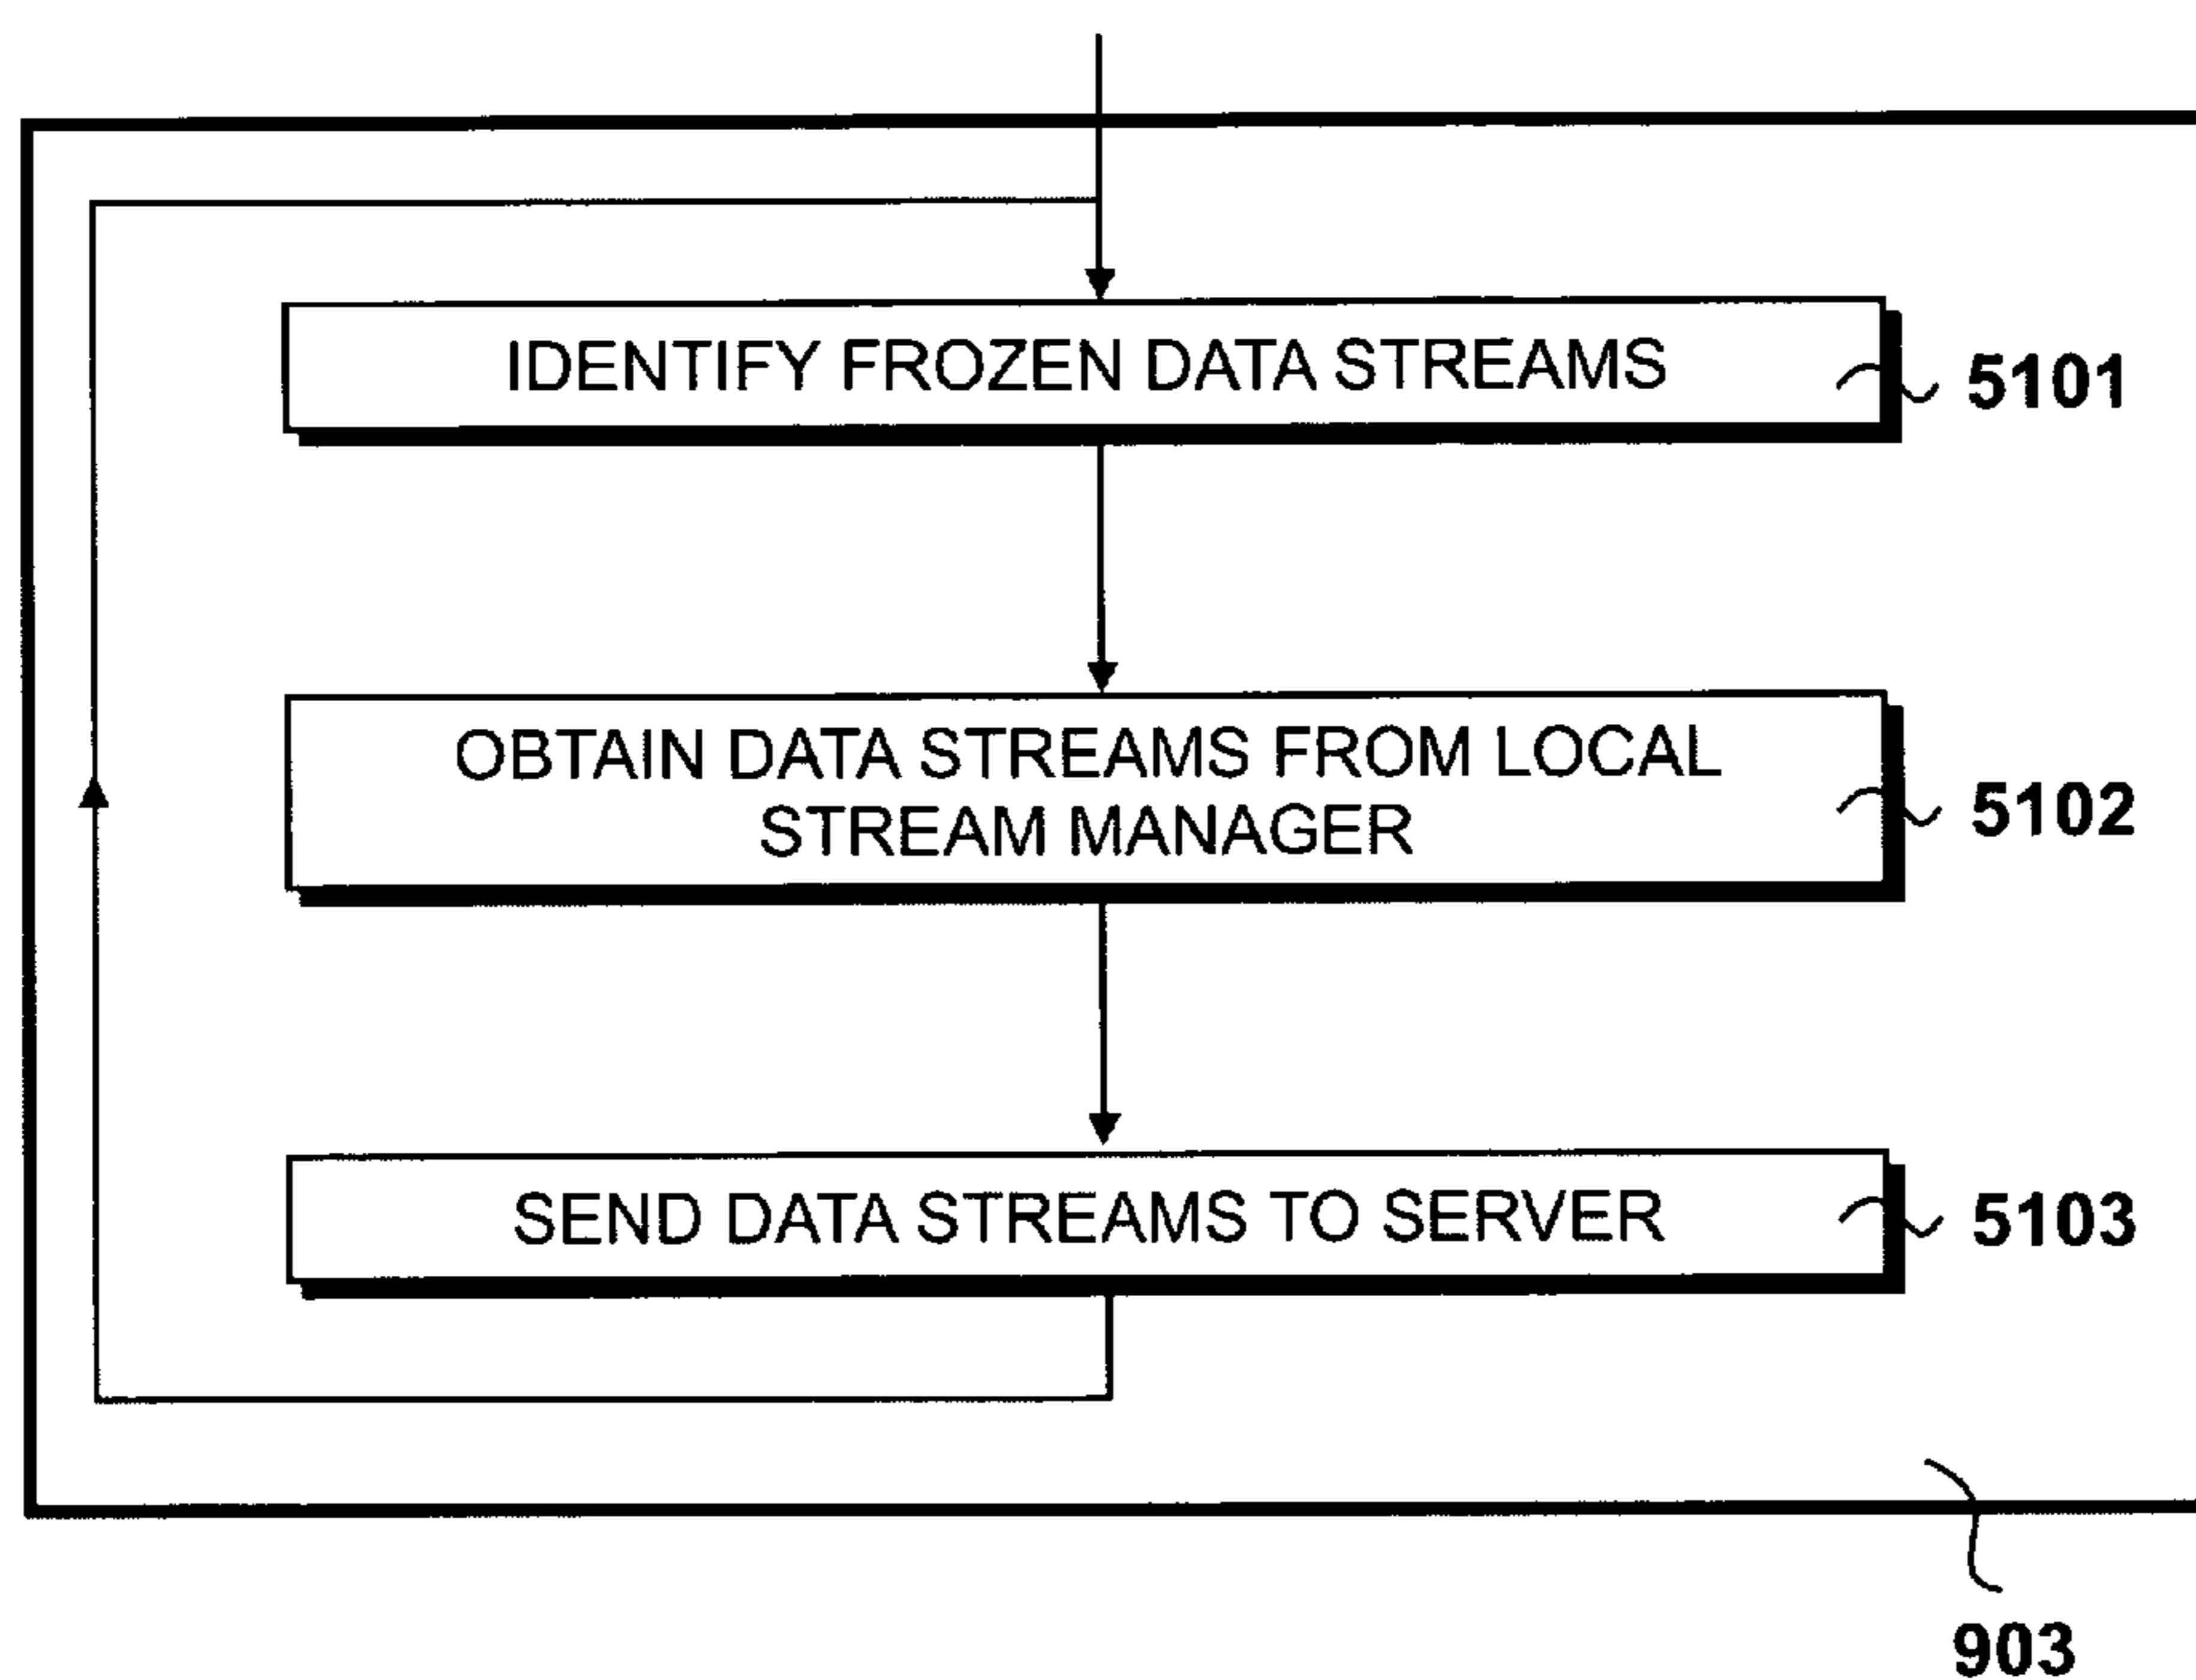 IDENTIFY FROZEN DATA STREAMS
5101
OBTAIN DATA STREAMS FROM LOCAL
STREAM MANAGER
5102
SEND DATA STREAMS TO SERVER
5103
903